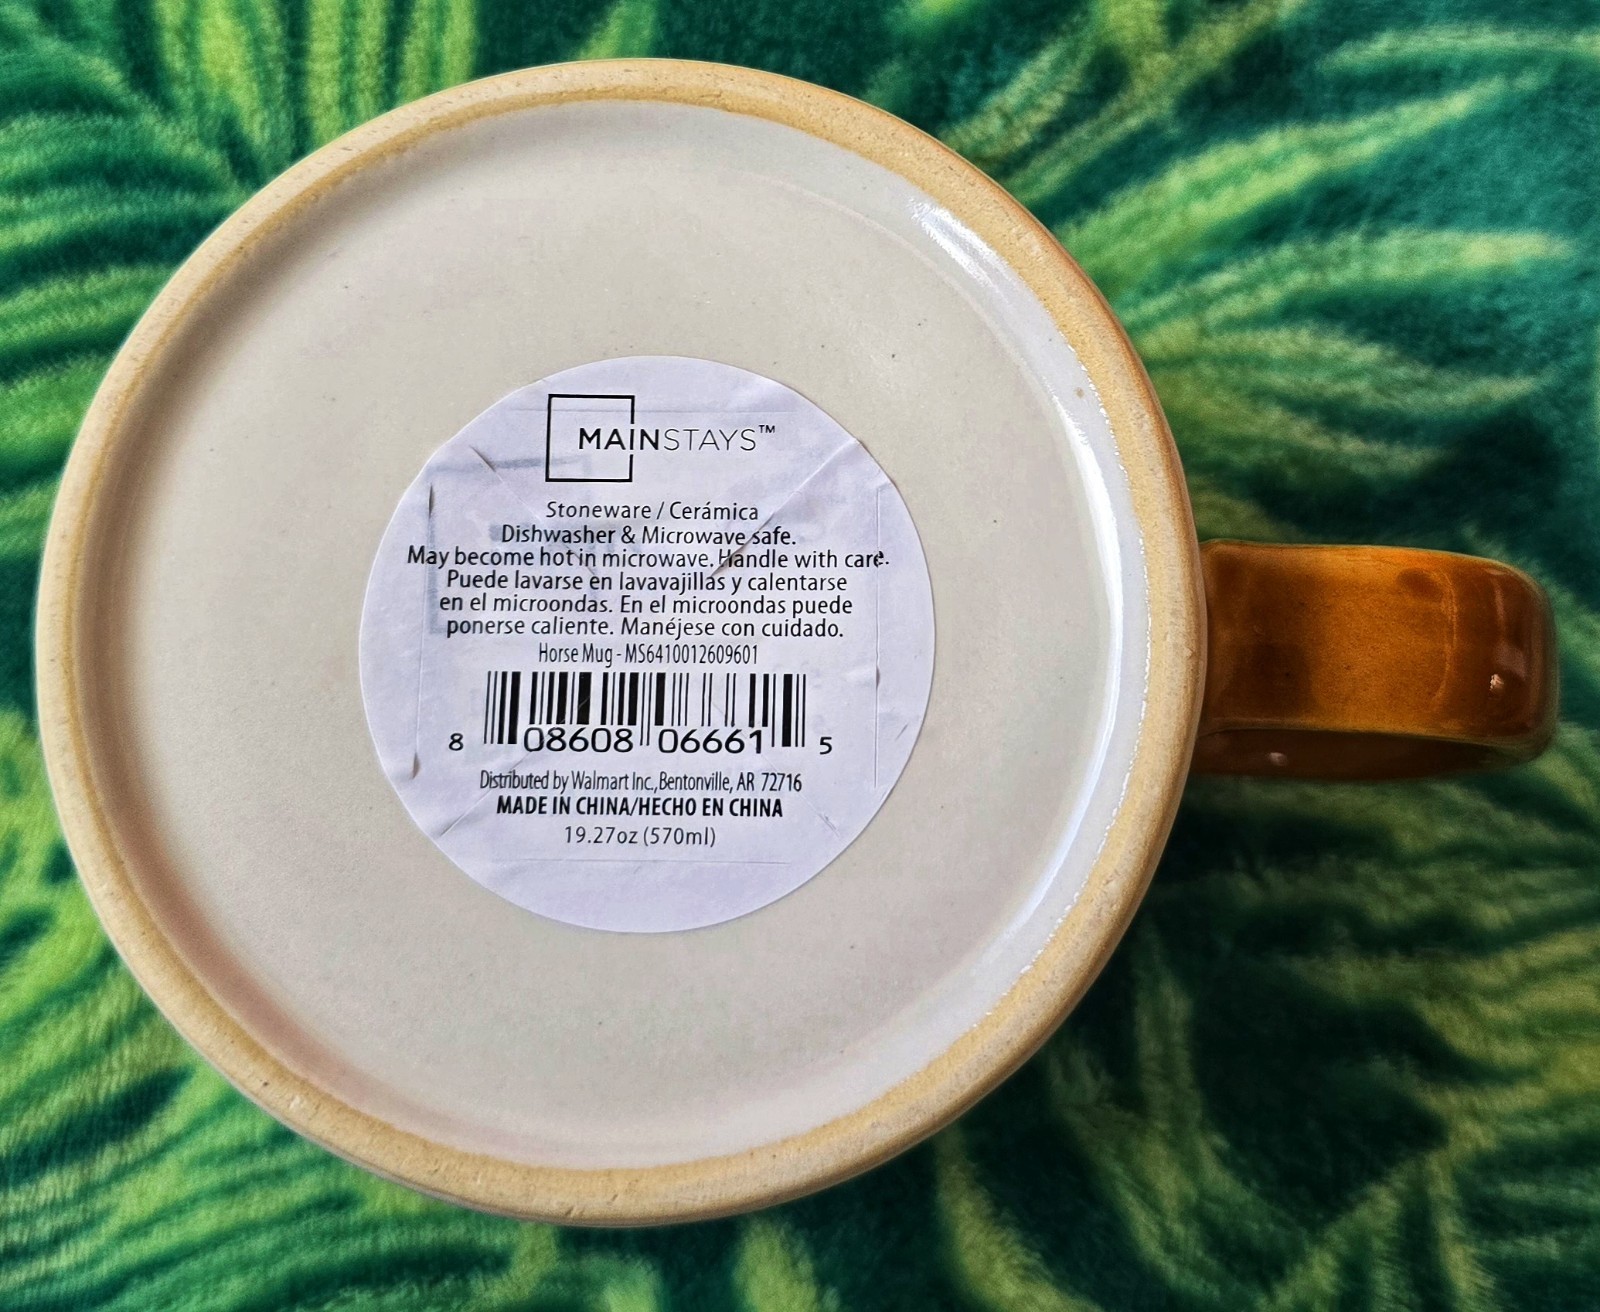 MAINSTAYS™
Stoneware / Cerámica
Dishwasher & Microwave safe.
May become hot in microwave. Handle with care.
Puede lavarse en lavavajillas y calentarse
en el microondas. En el microondas puede
ponerse caliente. Manéjese con cuidado.
Horse Mug - MS6410012609601
8 08608 06661 5
Distributed by Walmart Inc., Bentonville, AR 72716
MADE IN CHINA/HECHO EN CHINA
19.27oz (570ml)